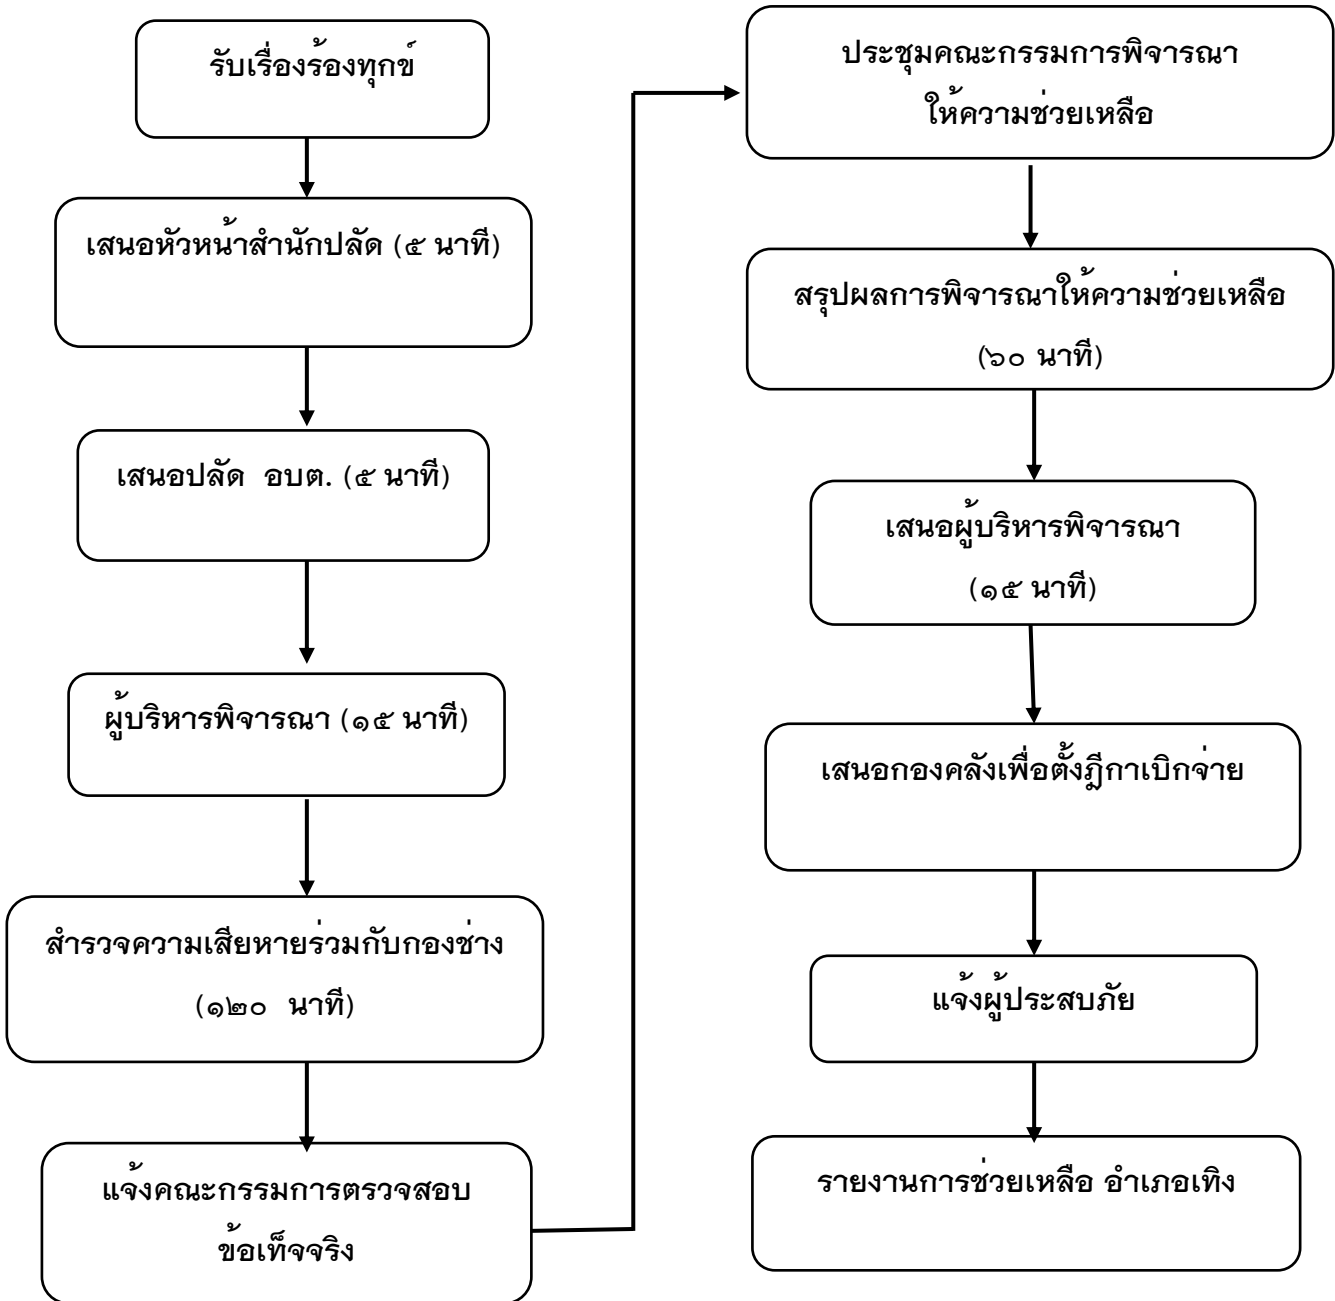 รับเรื่องร้องทุกข์
เสนอหัวหน้าสำนักปลัด (๕ นาที)
เสนอปลัด อบต. (๕ นาที)
ผู้บริหารพิจารณา (๑๕ นาที)
สำรวจความเสียหายร่วมกับกองช่าง
(๑๒๐ นาที)
แจ้งคณะกรรมการตรวจสอบ
ข้อเท็จจริง
ประชุมคณะกรรมการพิจารณา
ให้ความช่วยเหลือ
สรุปผลการพิจารณาให้ความช่วยเหลือ
(๖๐ นาที)
เสนอผู้บริหารพิจารณา
(๑๕ นาที)
เสนอกองคลังเพื่อตั้งฎีกาเบิกจ่าย
แจ้งผู้ประสบภัย
รายงานการช่วยเหลือ อำเภอเทิง